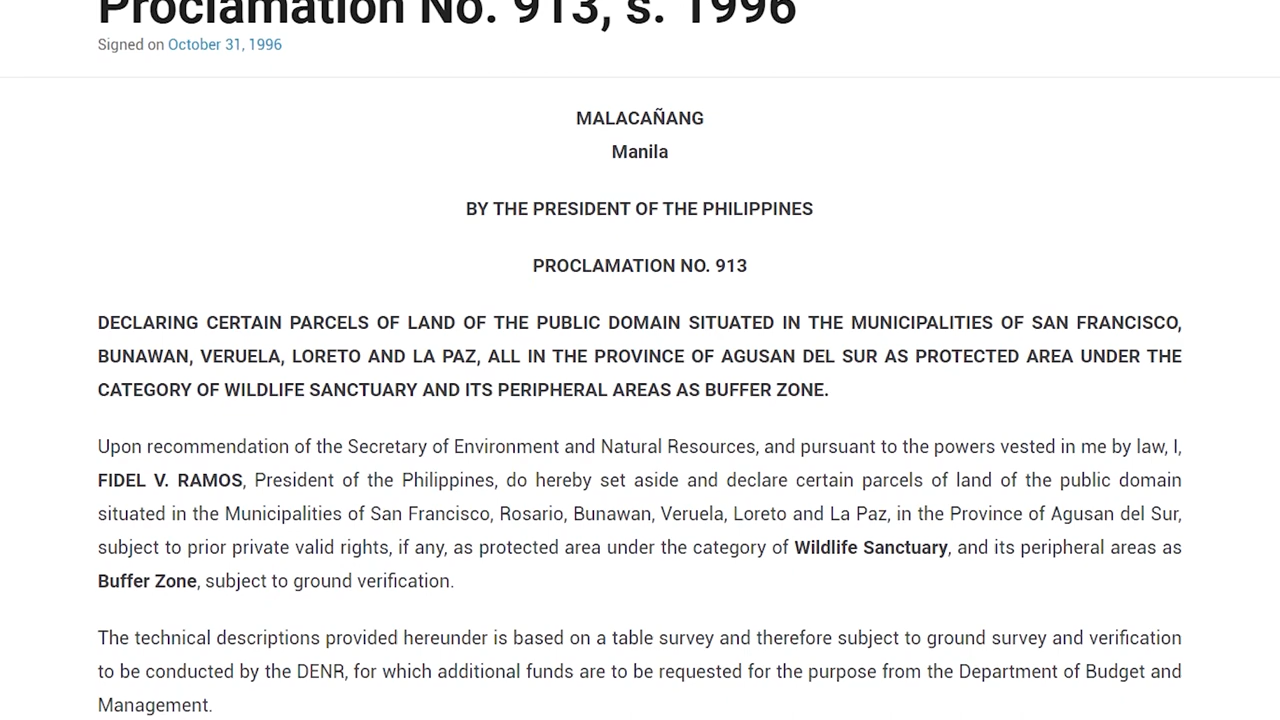 Proclamation No. 913, s. 1996
Signed on October 31, 1996
MALACAÑANG
Manila
BY THE PRESIDENT OF THE PHILIPPINES
PROCLAMATION NO. 913
DECLARING CERTAIN PARCELS OF LAND OF THE PUBLIC DOMAIN SITUATED IN THE MUNICIPALITIES OF SAN FRANCISCO,
BUNAWAN, VERUELA, LORETO AND LA PAZ, ALL IN THE PROVINCE OF AGUSAN DEL SUR AS PROTECTED AREA UNDER THE
CATEGORY OF WILDLIFE SANCTUARY AND ITS PERIPHERAL AREAS AS BUFFER ZONE.
Upon recommendation of the Secretary of Environment and Natural Resources, and pursuant to the powers vested in me by law, I,
FIDEL V. RAMOS, President of the Philippines, do hereby set aside and declare certain parcels of land of the public domain
situated in the Municipalities of San Francisco, Rosario, Bunawan, Veruela, Loreto and La Paz, in the Province of Agusan del Sur,
subject to prior private valid rights, if any, as protected area under the category of Wildlife Sanctuary, and its peripheral areas as
Buffer Zone, subject to ground verification.
The technical descriptions provided hereunder is based on a table survey and therefore subject to ground survey and verification
to be conducted by the DENR, for which additional funds are to be requested for the purpose from the Department of Budget and
Management.